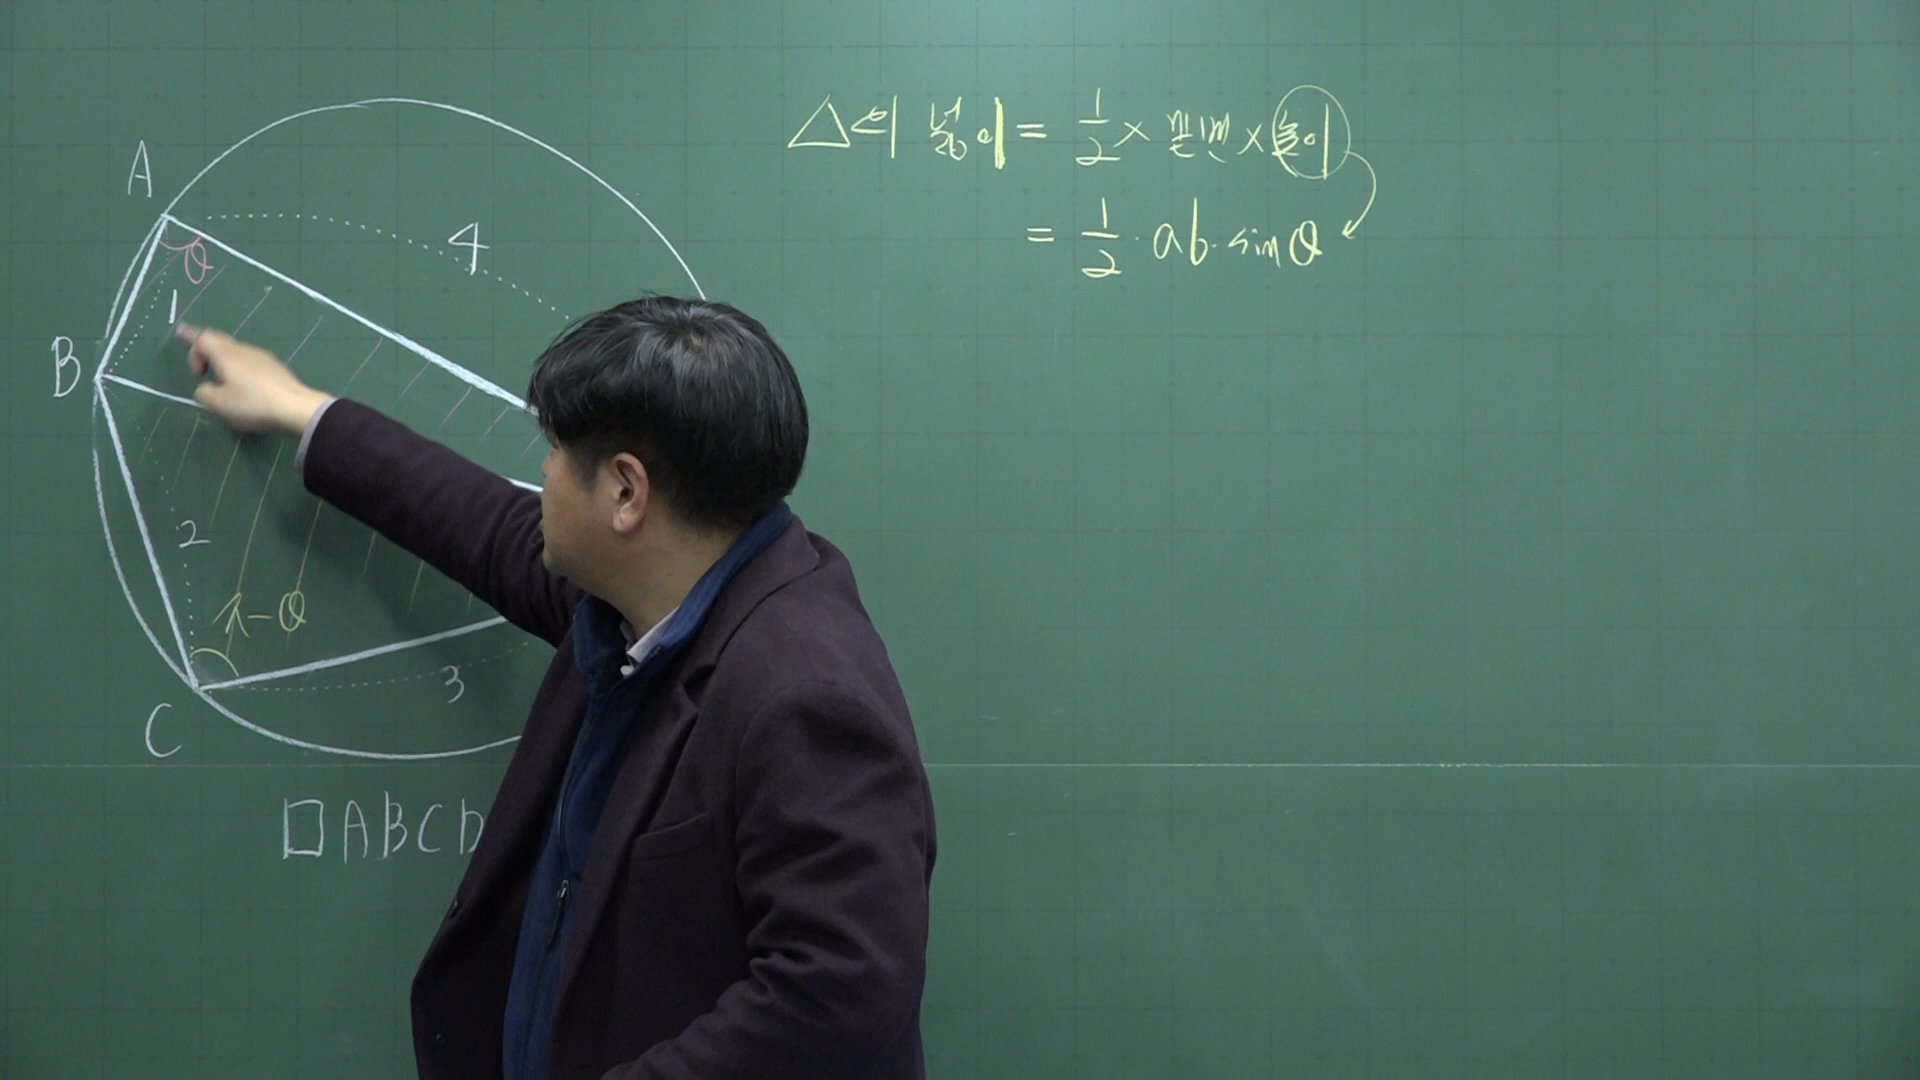 △의 넓이 = 1/2 × 밑변 × 높이
= 1/2 · ab · sinθ
A
4
θ
1
B
2
π-θ
3
C
□ABCD